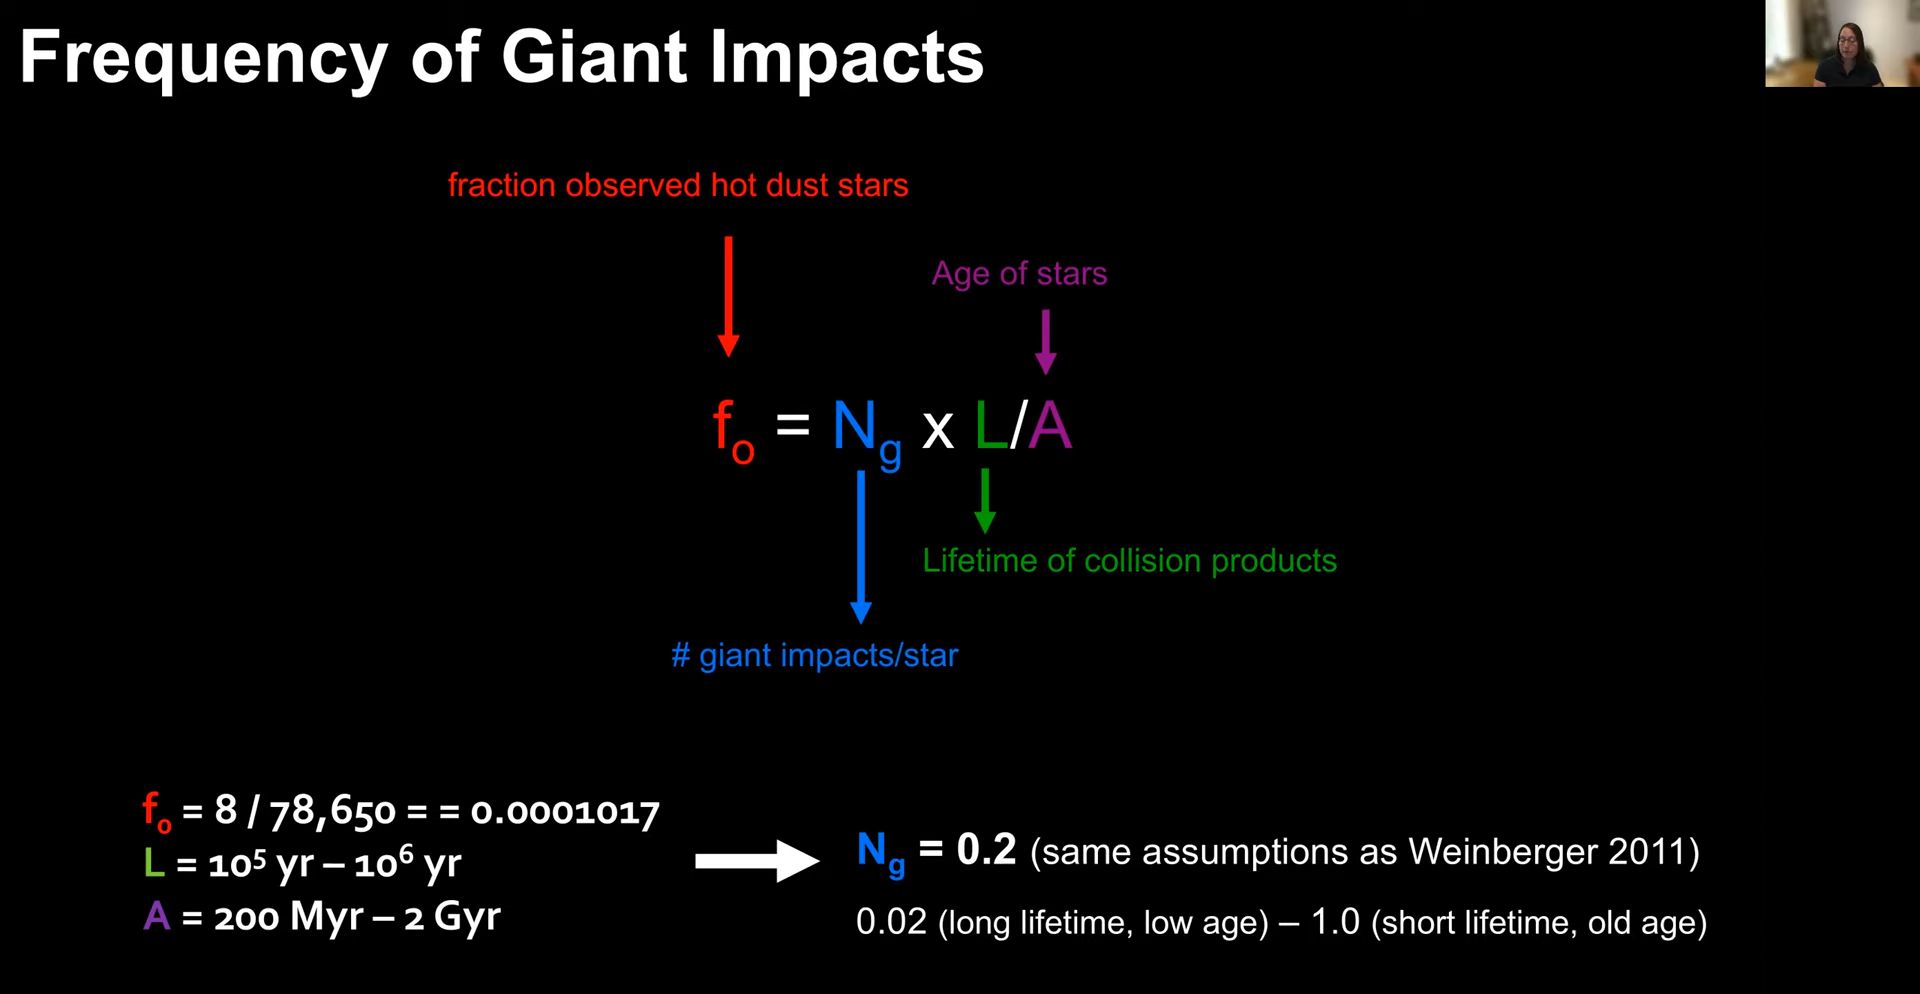 Frequency of Giant Impacts
fraction observed hot dust stars
Age of stars
fo = Ng x L/A
Lifetime of collision products
# giant impacts/star
fo = 8 / 78,650 = = 0.0001017
L = 10⁵ yr – 10⁶ yr
A = 200 Myr – 2 Gyr
Ng = 0.2 (same assumptions as Weinberger 2011)
0.02 (long lifetime, low age) – 1.0 (short lifetime, old age)